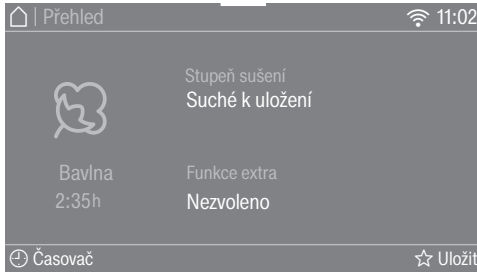 Přehled 11:02
Stupeň sušení
Suché k uložení
Bavlna
2:35h
Funkce extra
Nezvoleno
Časovač
Uložit